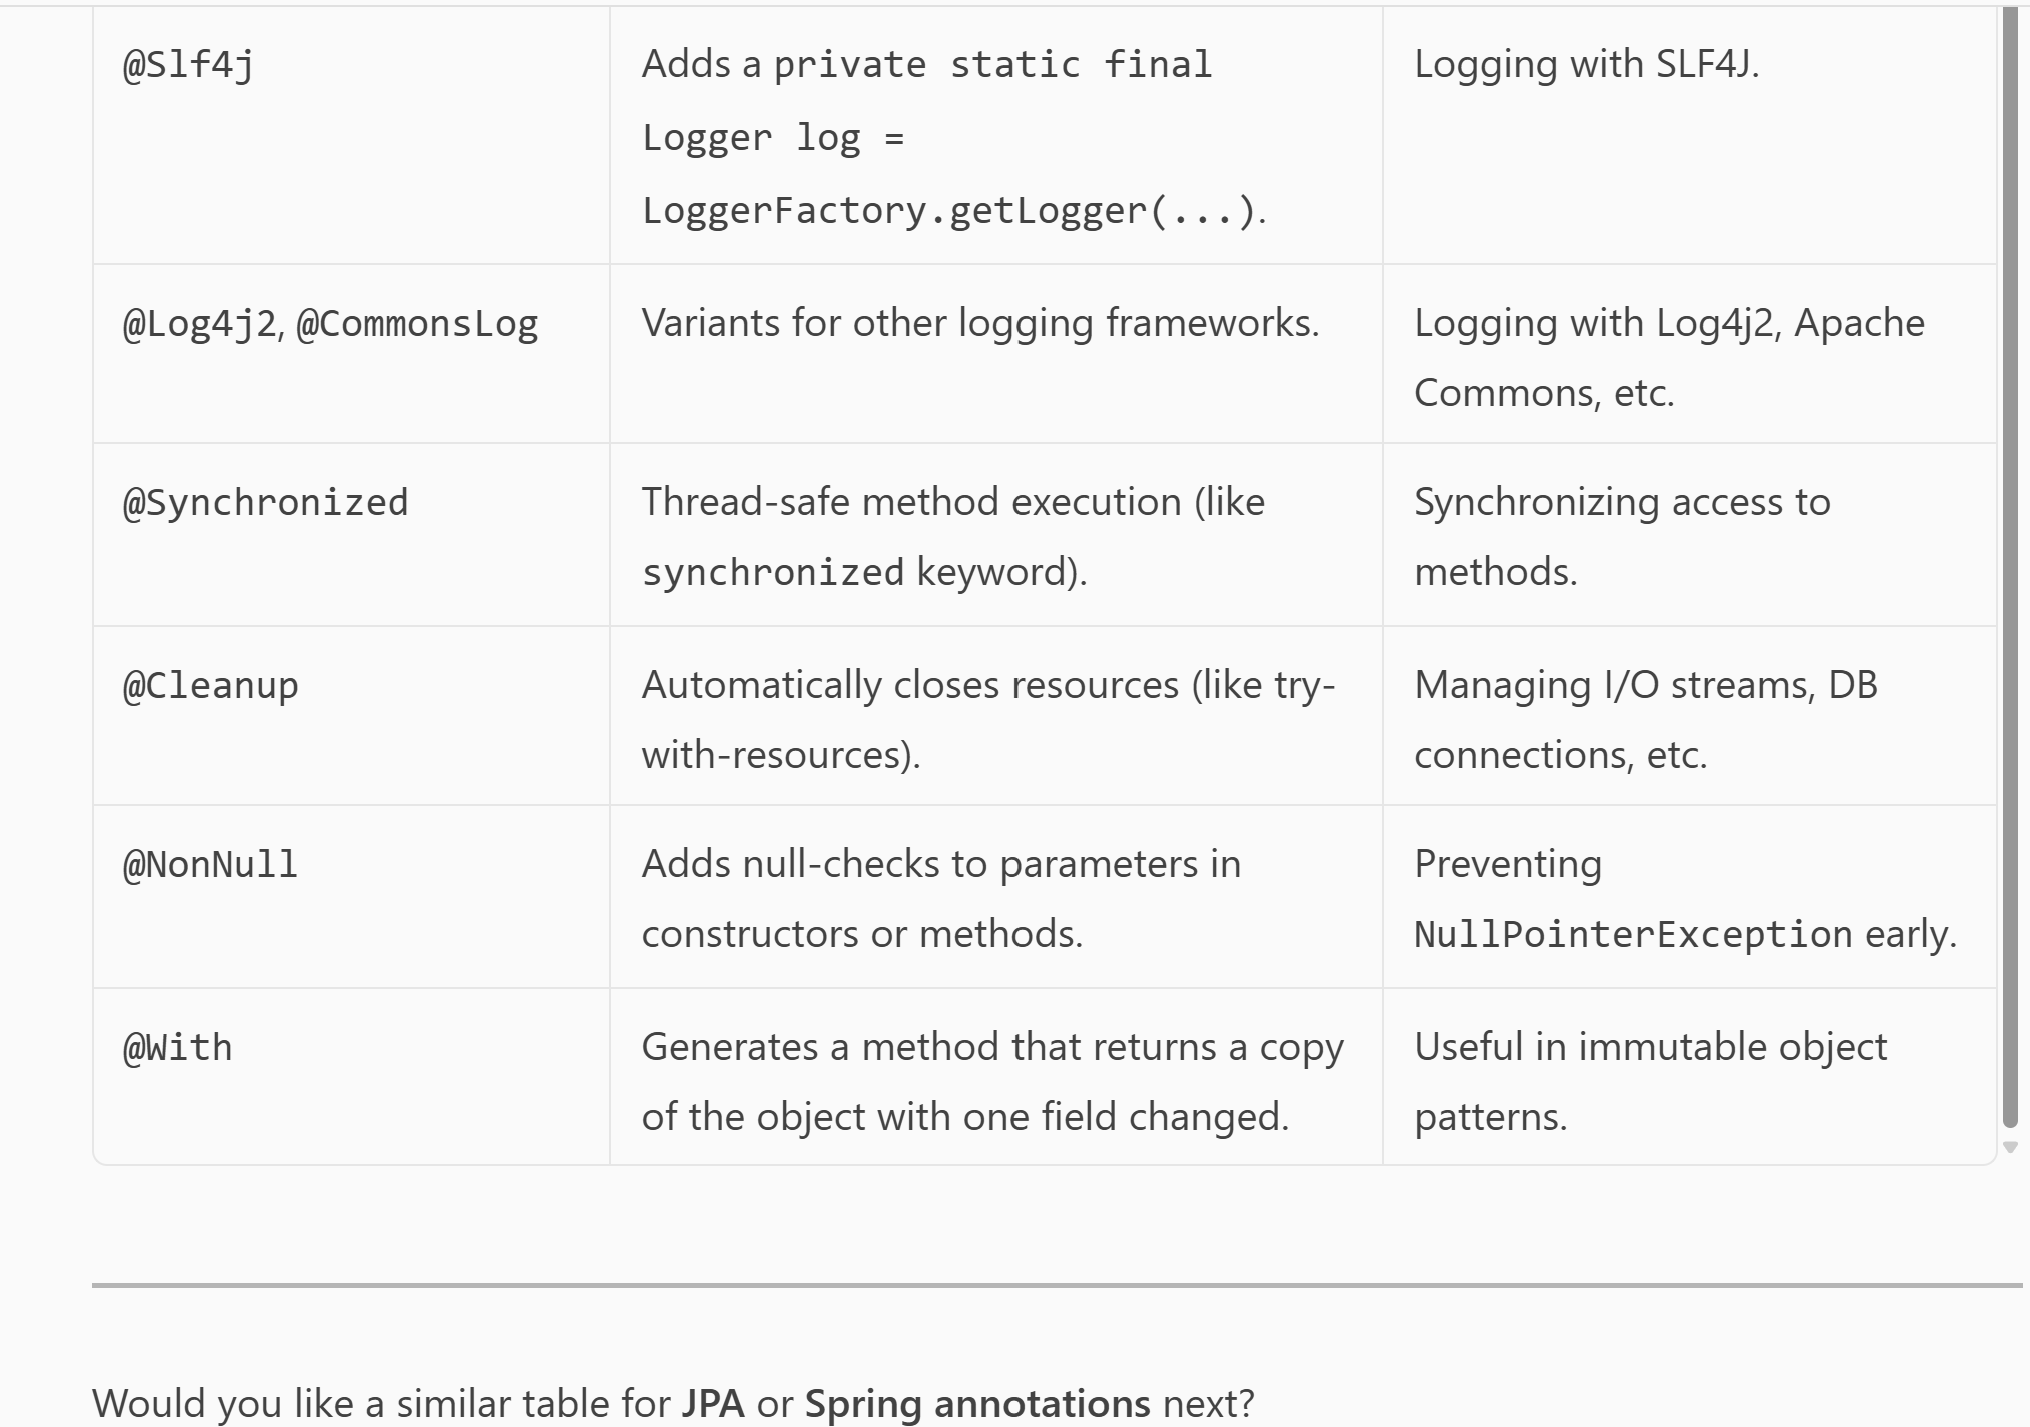 @Slf4j
Adds a private static final
Logger log =
LoggerFactory.getLogger(...).
Logging with SLF4J.
@Log4j2, @CommonsLog
Variants for other logging frameworks.
Logging with Log4j2, Apache
Commons, etc.
@Synchronized
Thread-safe method execution (like
synchronized keyword).
Synchronizing access to
methods.
@Cleanup
Automatically closes resources (like try-
with-resources).
Managing I/O streams, DB
connections, etc.
@NonNull
Adds null-checks to parameters in
constructors or methods.
Preventing
NullPointerException early.
@With
Generates a method that returns a copy
of the object with one field changed.
Useful in immutable object
patterns.
Would you like a similar table for JPA or Spring annotations next?